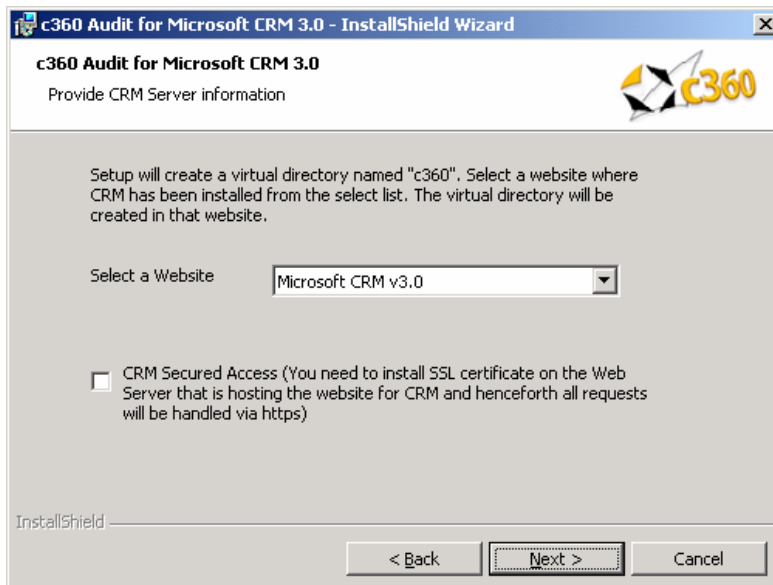 c360 Audit for Microsoft CRM 3.0 - InstallShield Wizard
c360 Audit for Microsoft CRM 3.0
Provide CRM Server information
c360
Setup will create a virtual directory named "c360". Select a website where
CRM has been installed from the select list. The virtual directory will be
created in that website.
Select a Website
Microsoft CRM v3.0
CRM Secured Access (You need to install SSL certificate on the Web
Server that is hosting the website for CRM and henceforth all requests
will be handled via https)
InstallShield
< Back
Next >
Cancel